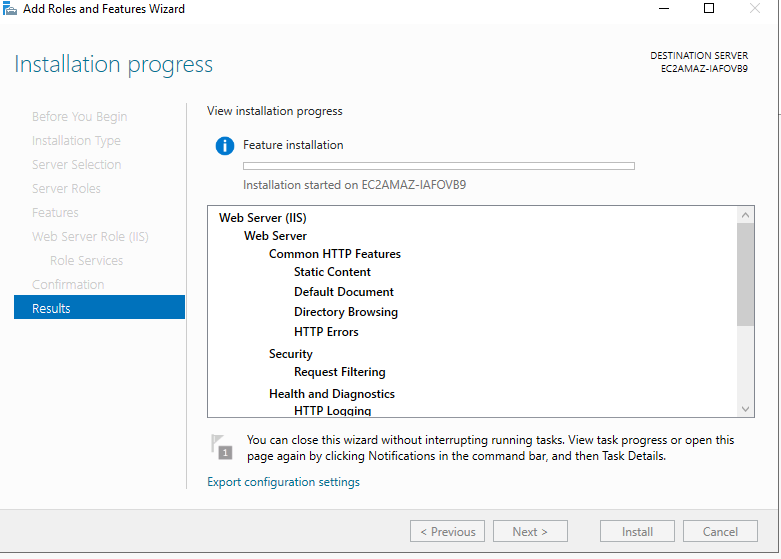 Add Roles and Features Wizard
Installation progress
DESTINATION SERVER
EC2AMAZ-IAFOVB9
Before You Begin
Installation Type
Server Selection
Server Roles
Features
Web Server Role (IIS)
Role Services
Confirmation
Results
View installation progress
Feature installation
Installation started on EC2AMAZ-IAFOVB9
Web Server (IIS)
Web Server
Common HTTP Features
Static Content
Default Document
Directory Browsing
HTTP Errors
Security
Request Filtering
Health and Diagnostics
HTTP Logging
1
You can close this wizard without interrupting running tasks. View task progress or open this
page again by clicking Notifications in the command bar, and then Task Details.
Export configuration settings
< Previous
Next >
Install
Cancel